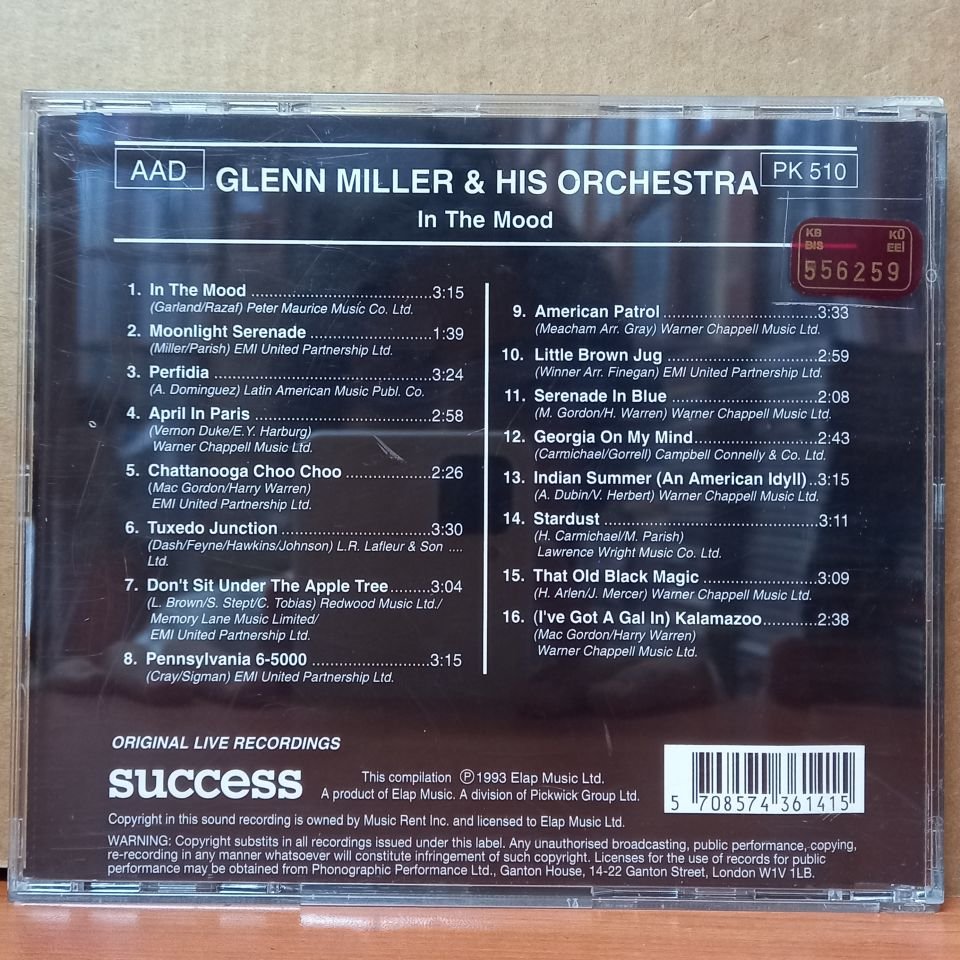 AAD
GLENN MILLER & HIS ORCHESTRA
PK 510
In The Mood
KB
BIS
KÜ
EEİ
556259
1. In The Mood ..............................3:15
(Garland/Razaf) Peter Maurice Music Co. Ltd.
2. Moonlight Serenade ....................1:39
(Miller/Parish) EMI United Partnership Ltd.
3. Perfidia ....................................3:24
(A. Dominguez) Latin American Music Publ. Co.
4. April In Paris .............................2:58
(Vernon Duke/E.Y. Harburg)
Warner Chappell Music Ltd.
5. Chattanooga Choo Choo ...............2:26
(Mac Gordon/Harry Warren)
EMI United Partnership Ltd.
6. Tuxedo Junction .........................3:30
(Dash/Feyne/Hawkins/Johnson) L.R. Lafleur & Son ....
Ltd.
7. Don't Sit Under The Apple Tree.........3:04
(L. Brown/S. Stept/C. Tobias) Redwood Music Ltd./
Memory Lane Music Limited/
EMI United Partnership Ltd.
8. Pennsylvania 6-5000 ....................3:15
(Cray/Sigman) EMI United Partnership Ltd.
9. American Patrol ..........................3:33
(Meacham Arr. Gray) Warner Chappell Music Ltd.
10. Little Brown Jug .........................2:59
(Winner Arr. Finegan) EMI United Partnership Ltd.
11. Serenade In Blue .........................2:08
(M. Gordon/H. Warren) Warner Chappell Music Ltd.
12. Georgia On My Mind.....................2:43
(Carmichael/Gorrell) Campbell Connelly & Co. Ltd.
13. Indian Summer (An American Idyll) ..3:15
(A. Dubin/V. Herbert) Warner Chappell Music Ltd.
14. Stardust ...................................3:11
(H. Carmichael/M. Parish)
Lawrence Wright Music Co. Ltd.
15. That Old Black Magic ...................3:09
(H. Arlen/J. Mercer) Warner Chappell Music Ltd.
16. (I've Got A Gal In) Kalamazoo............2:38
(Mac Gordon/Harry Warren)
Warner Chappell Music Ltd.
ORIGINAL LIVE RECORDINGS
success
This compilation ℗ 1993 Elap Music Ltd.
A product of Elap Music. A division of Pickwick Group Ltd.
5 708574 361415
Copyright in this sound recording is owned by Music Rent Inc. and licensed to Elap Music Ltd.
WARNING: Copyright substits in all recordings issued under this label. Any unauthorised broadcasting, public performance, copying,
re-recording in any manner whatsoever will constitute infringement of such copyright. Licenses for the use of records for public
performance may be obtained from Phonographic Performance Ltd., Ganton House, 14-22 Ganton Street, London W1V 1LB.